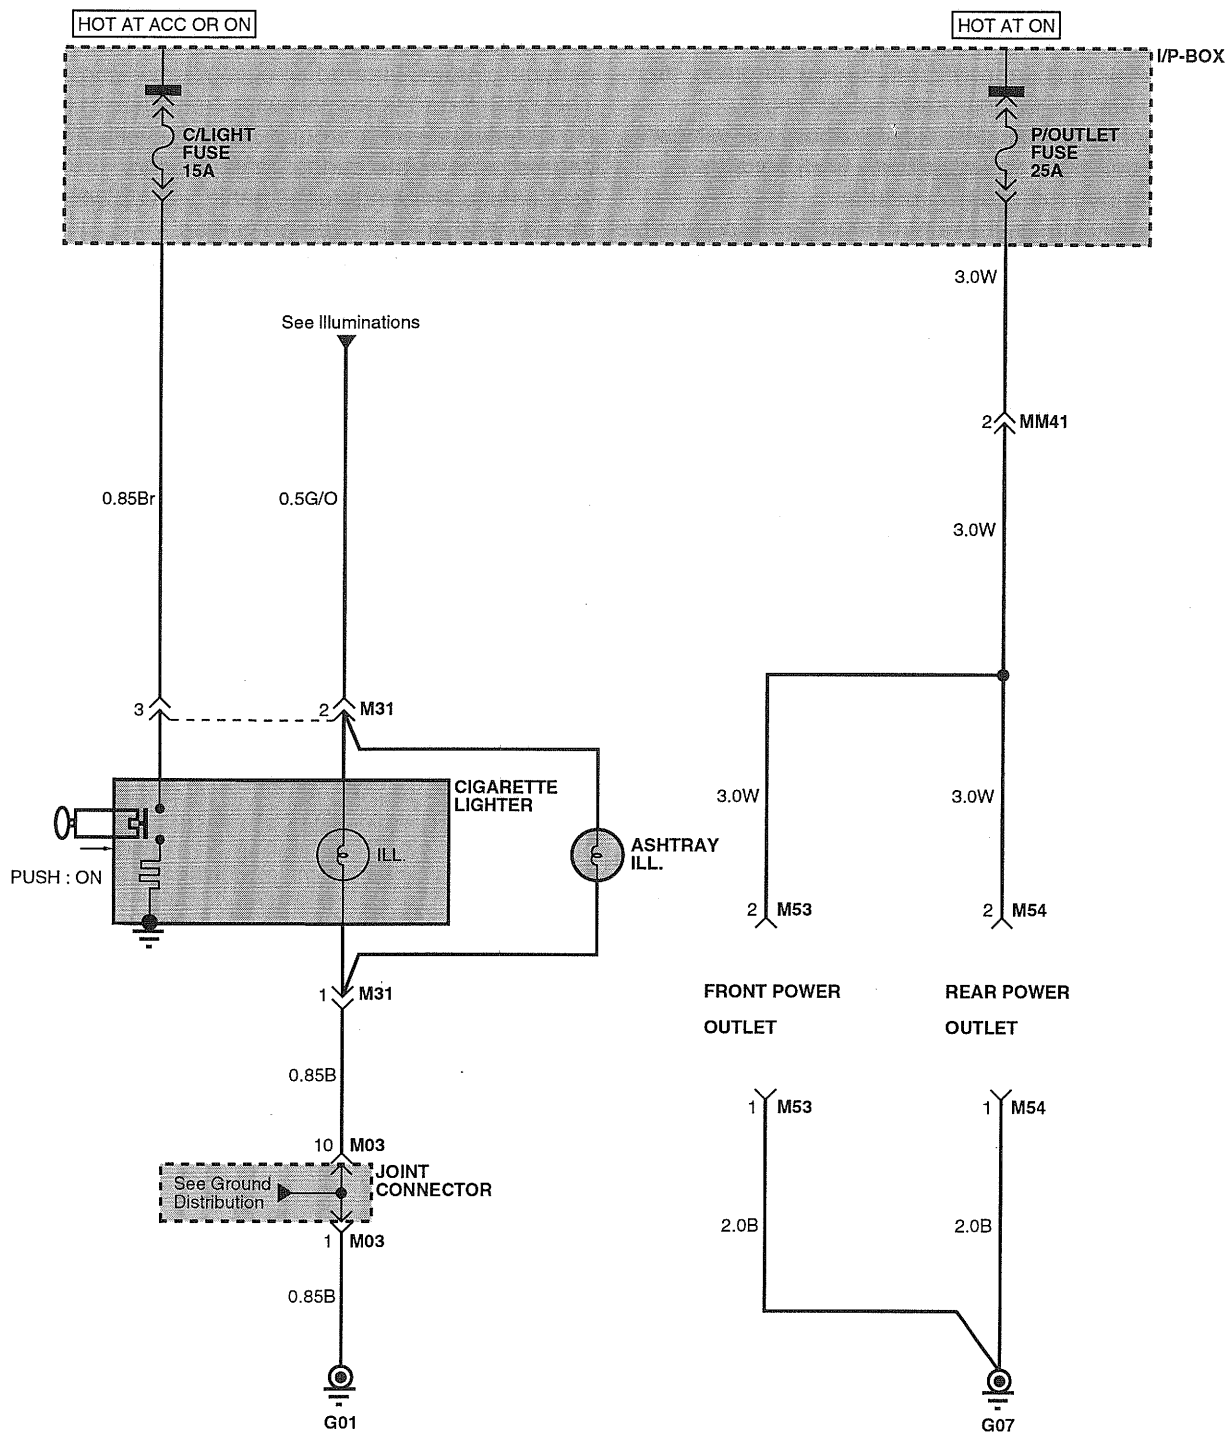 HOT AT ACC OR ON
HOT AT ON
I/P-BOX
C/LIGHT
FUSE
15A
P/OUTLET
FUSE
25A
3.0W
See Illuminations
2 MM41
0.85Br
0.5G/O
3.0W
3
2 M31
CIGARETTE
LIGHTER
3.0W
3.0W
ILL.
ASHTRAY
ILL.
PUSH : ON
2 M53
2 M54
1 M31
FRONT POWER
OUTLET
REAR POWER
OUTLET
0.85B
1 M53
1 M54
10 M03
JOINT
CONNECTOR
See Ground
Distribution
2.0B
2.0B
1 M03
0.85B
G01
G07